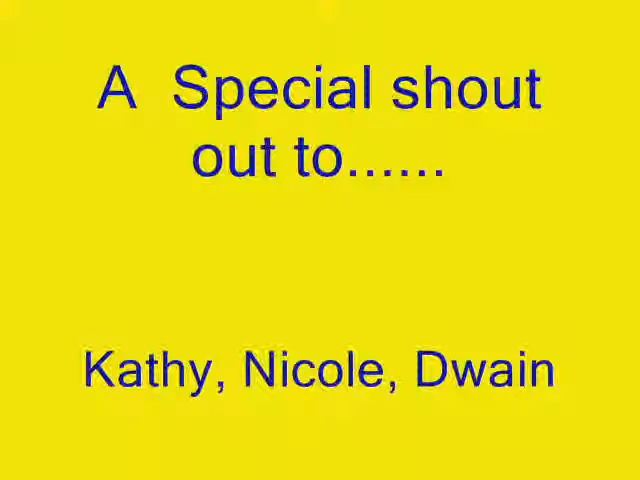 A  Special shout
out to......
Kathy, Nicole, Dwain